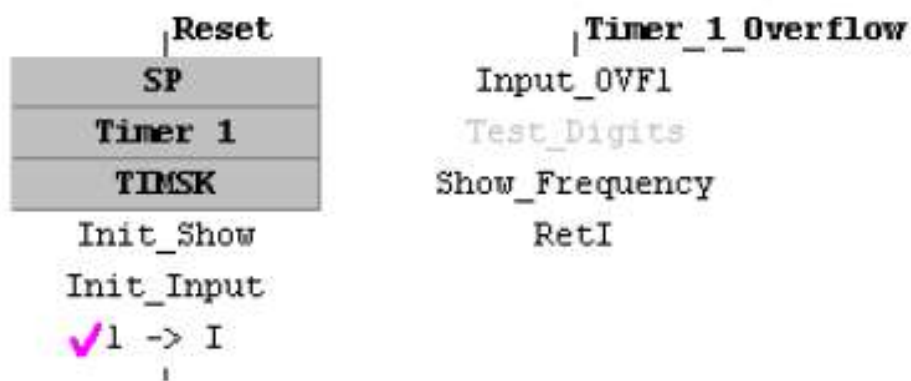 Reset
SP
Timer 1
TIMSK
Init_Show
Init_Input
1 -> I
Timer_1_Overflow
Input_OVF1
Test_Digits
Show_Frequency
RetI